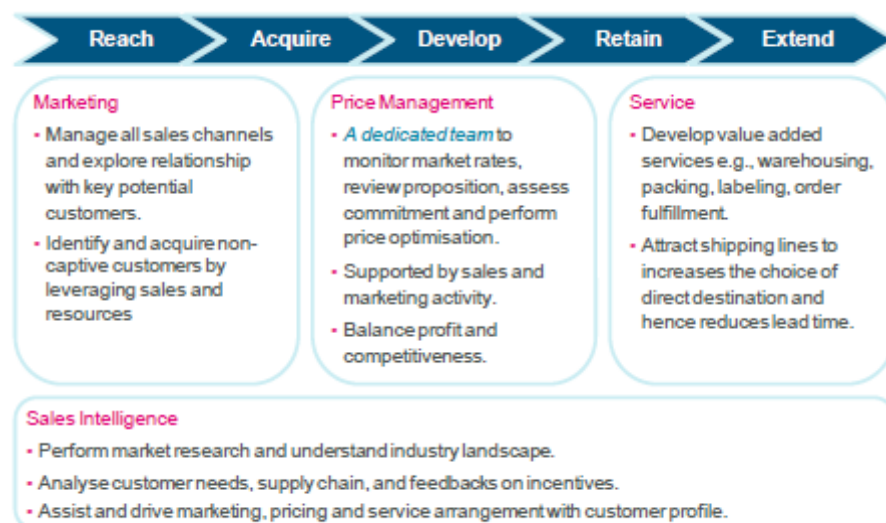 Reach Acquire Develop Retain Extend
Marketing
• Manage all sales channels
and explore relationship
with key potential
customers.
• Identify and acquire non-
captive customers by
leveraging sales and
resources
Price Management
• A dedicated team to
monitor market rates,
review proposition, assess
commitment and perform
price optimisation.
• Supported by sales and
marketing activity.
• Balance profit and
competitiveness.
Service
• Develop value added
services e.g., warehousing,
packing, labeling, order
fulfillment.
• Attract shipping lines to
increases the choice of
direct destination and
hence reduces lead time.
Sales Intelligence
• Perform market research and understand industry landscape.
• Analyse customer needs, supply chain, and feedbacks on incentives.
• Assist and drive marketing, pricing and service arrangement with customer profile.